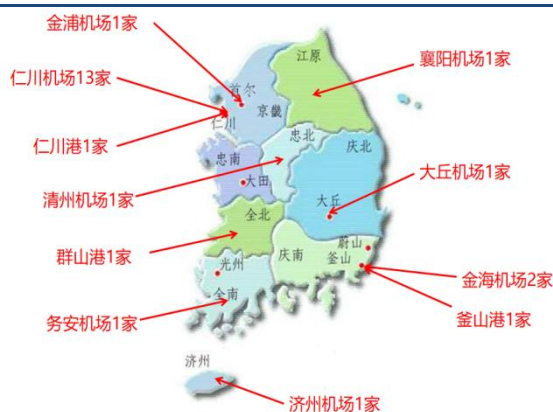 金浦机场1家
江原
襄阳机场1家
仁川机场13家
首尔
京畿
仁川
仁川港1家
忠北
忠南
庆北
大田
清州机场1家
大丘机场1家
大丘
全北
群山港1家
蔚山
庆南
釜山
光州
金海机场2家
全南
务安机场1家
釜山港1家
济州
济州机场1家